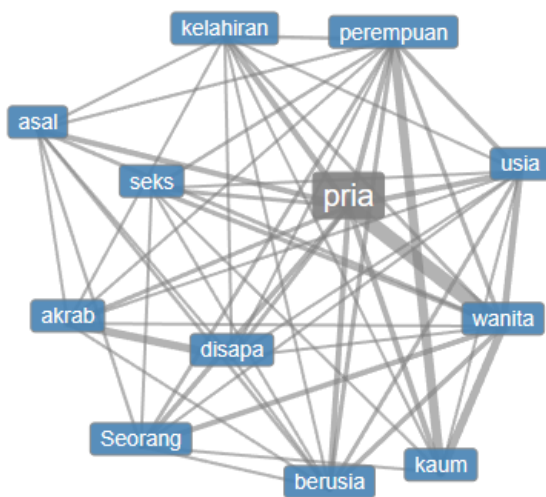 kelahiran
perempuan
asal
usia
seks
pria
akrab
wanita
disapa
Seorang
kaum
berusia